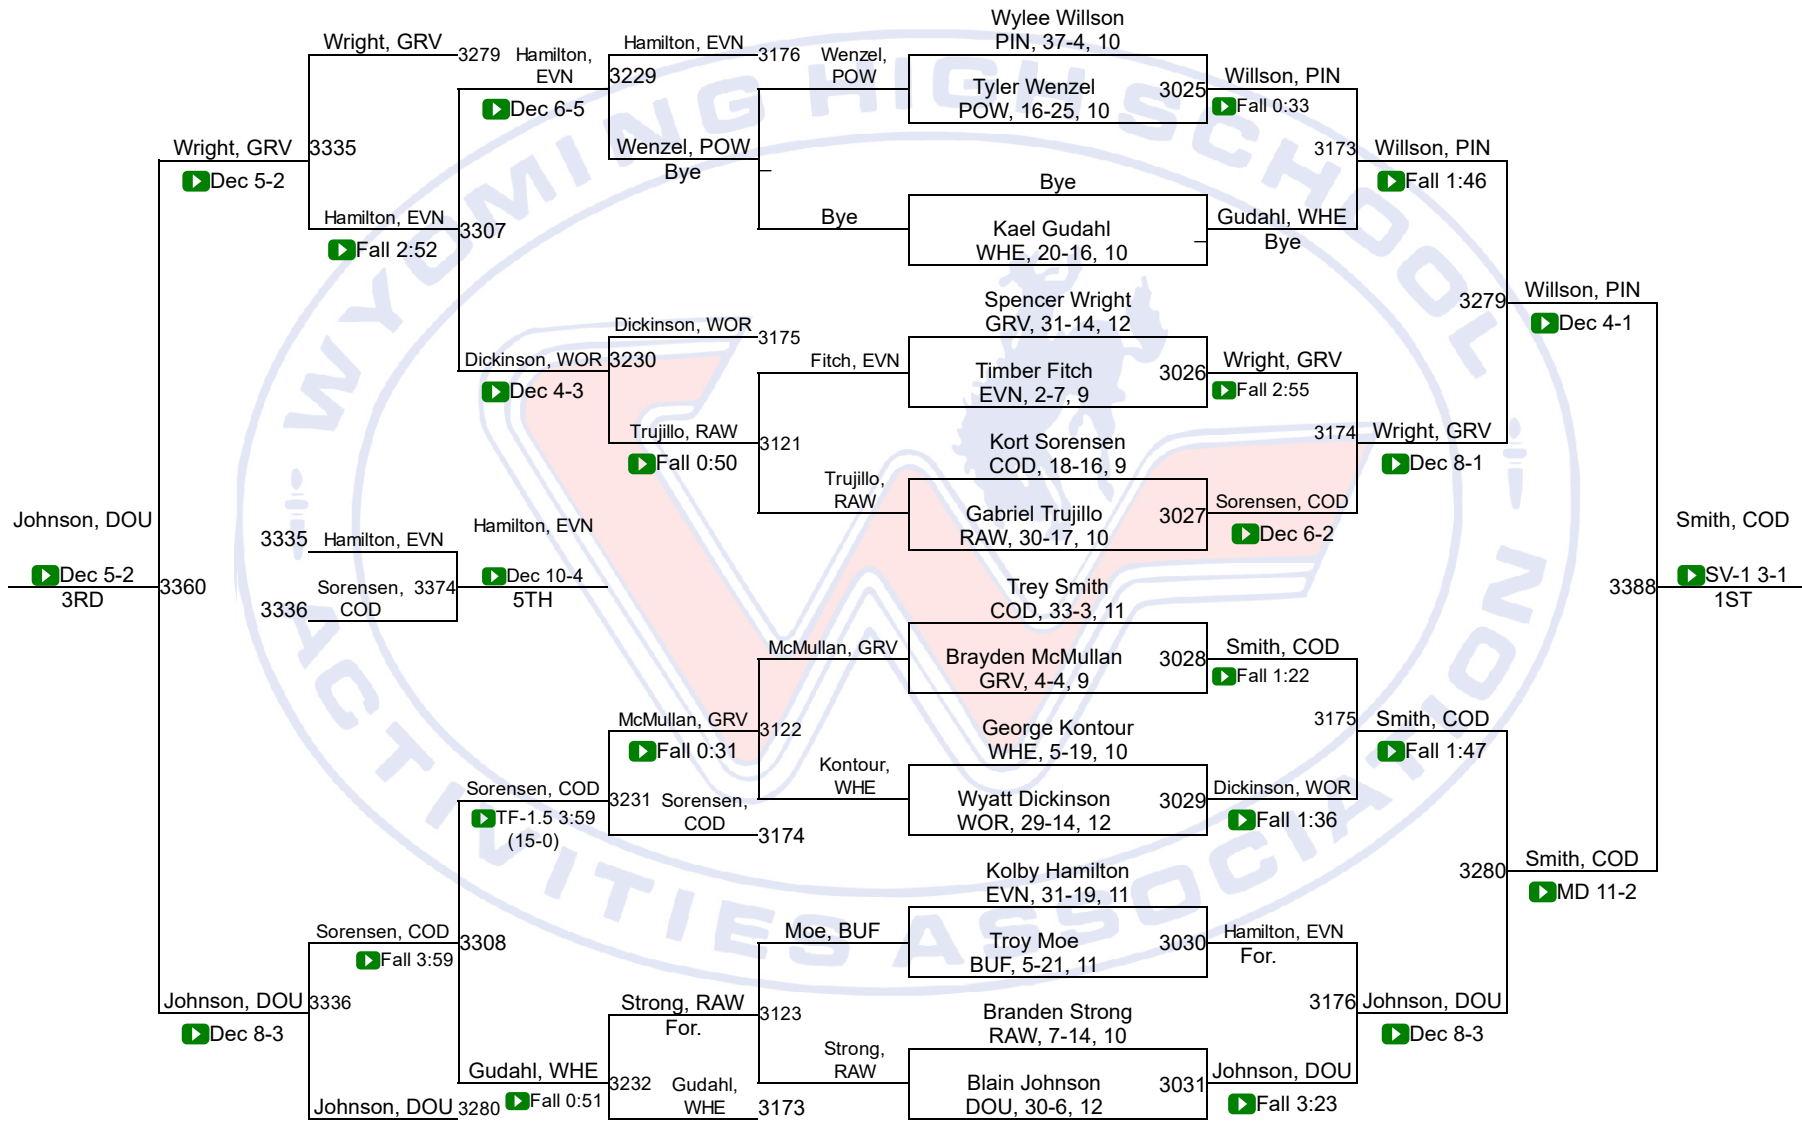 Wylee Willson
PIN, 37-4, 10
Tyler Wenzel
POW, 16-25, 10
3025
Bye
Kael Gudahl
WHE, 20-16, 10
Spencer Wright
GRV, 31-14, 12
Timber Fitch
EVN, 2-7, 9
3026
Kort Sorensen
COD, 18-16, 9
Gabriel Trujillo
RAW, 30-17, 10
3027
Trey Smith
COD, 33-3, 11
Brayden McMullan
GRV, 4-4, 9
3028
George Kontour
WHE, 5-19, 10
Wyatt Dickinson
WOR, 29-14, 12
3029
Kolby Hamilton
EVN, 31-19, 11
Troy Moe
BUF, 5-21, 11
3030
Branden Strong
RAW, 7-14, 10
Blain Johnson
DOU, 30-6, 12
3031
Willson, PIN
Fall 0:33
3173
Gudahl, WHE
Bye
Wright, GRV
Fall 2:55
3174
Sorensen, COD
Dec 6-2
Smith, COD
Fall 1:22
3175
Dickinson, WOR
Fall 1:36
Hamilton, EVN
For.
3176
Johnson, DOU
Fall 3:23
Willson, PIN
Fall 1:46
3279
Wright, GRV
Dec 8-1
Smith, COD
Fall 1:47
3280
Johnson, DOU
Dec 8-3
Willson, PIN
Dec 4-1
3388
Smith, COD
MD 11-2
Smith, COD
SV-1 3-1
1ST
Wenzel,
POW
Bye
Fitch, EVN
3121
Trujillo,
RAW
McMullan, GRV
3122
Kontour,
WHE
Moe, BUF
3123
Strong,
RAW
Hamilton, EVN
3176
3229
Wenzel, POW
Bye
Dickinson, WOR
3175
3230
Trujillo, RAW
Fall 0:50
McMullan, GRV
Fall 0:31
3231
Sorensen,
COD
3174
Strong, RAW
For.
3232
Gudahl,
WHE
3173
Hamilton,
EVN
Dec 6-5
3307
Dickinson, WOR
Dec 4-3
Sorensen, COD
TF-1.5 3:59
(15-0)
3308
Gudahl, WHE
Fall 0:51
Wright, GRV
3279
3335
Hamilton, EVN
Fall 2:52
Sorensen, COD
Fall 3:59
3336
Johnson, DOU
3280
Wright, GRV
Dec 5-2
3360
Johnson, DOU
Dec 8-3
Johnson, DOU
Dec 5-2
3RD
3335
Hamilton, EVN
3336
Sorensen,
COD
3374
Hamilton, EVN
Dec 10-4
5TH
WYOMING HIGH SCHOOL
ACTIVITIES ASSOCIATION